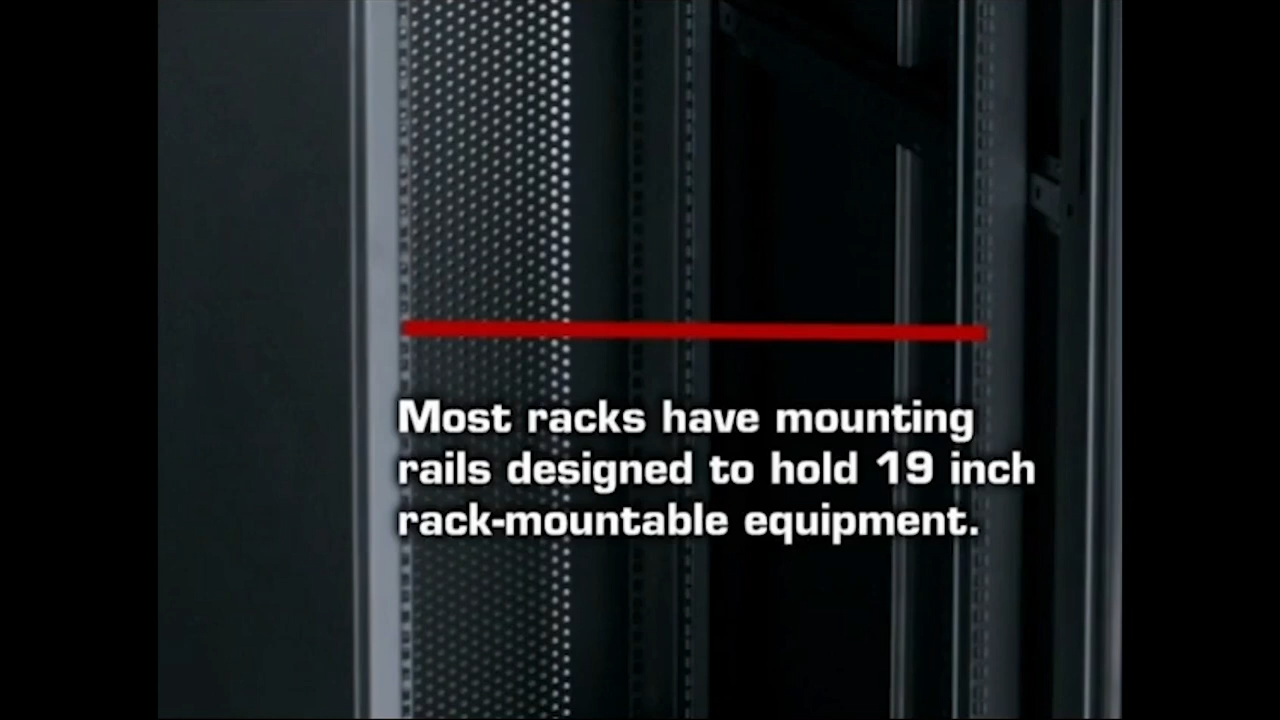 Most racks have mounting
rails designed to hold 19 inch
rack-mountable equipment.